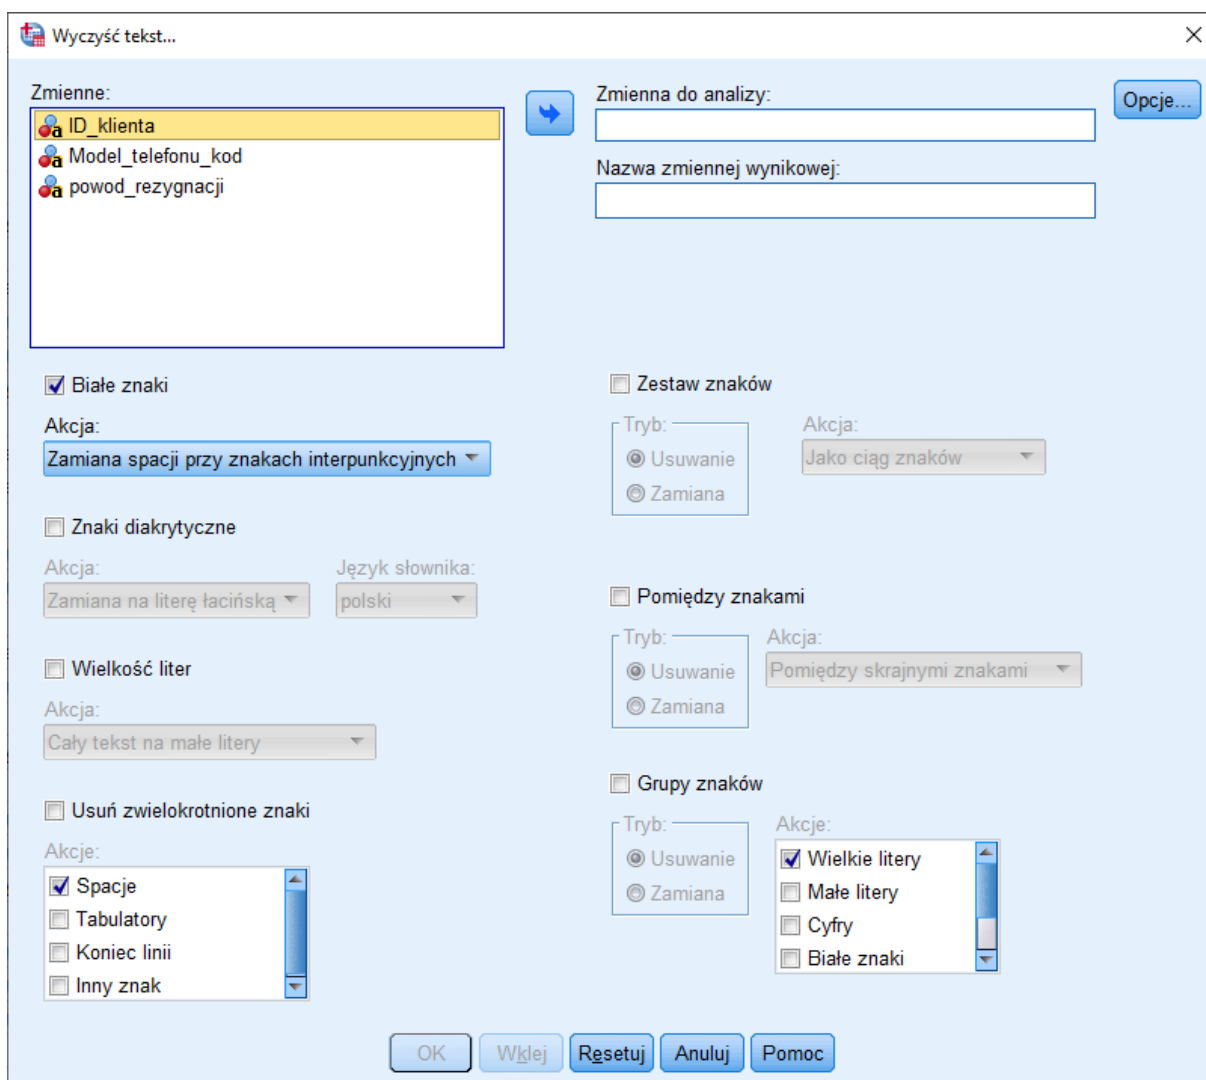 Wyczyść tekst...
Zmienne:
ID_klienta
Model_telefonu_kod
powod_rezygnacji
Zmienna do analizy:
Opcje...
Nazwa zmiennej wynikowej:
Białe znaki
Akcja:
Zamiana spacji przy znakach interpunkcyjnych
Znaki diakrytyczne
Akcja:
Język słownika:
Zamiana na literę łacińską
polski
Wielkość liter
Akcja:
Cały tekst na małe litery
Usuń zwielokrotnione znaki
Akcje:
Spacje
Tabulatory
Koniec linii
Inny znak
Zestaw znaków
Tryb:
Usuwanie
Zamiana
Akcja:
Jako ciąg znaków
Pomiędzy znakami
Tryb:
Usuwanie
Zamiana
Akcja:
Pomiędzy skrajnymi znakami
Grupy znaków
Tryb:
Usuwanie
Zamiana
Akcje:
Wielkie litery
Małe litery
Cyfry
Białe znaki
OK
Wklej
Resetuj
Anuluj
Pomoc